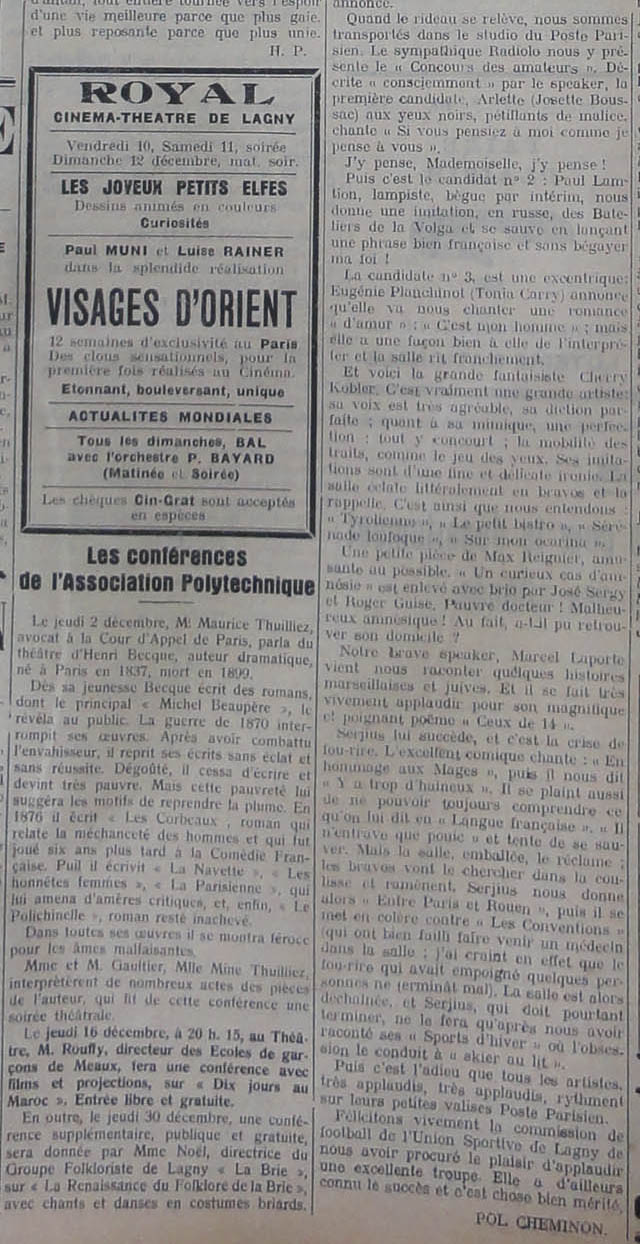 d'une vie meilleure parce que plus gaie,
et plus reposante parce que plus unie.
H. P.
ROYAL
CINEMA-THEATRE DE LAGNY
Vendredi 10, Samedi 11, soirée
Dimanche 12 décembre, mat. soir.
LES JOYEUX PETITS ELFES
Dessins animés en couleurs
Curiosités
Paul MUNI et Luise RAINER
dans la splendide réalisation
VISAGES D'ORIENT
12 semaines d'exclusivité au Paris
Des clous sensationnels, pour la
première fois réalisés au Cinéma.
Etonnant, bouleversant, unique
ACTUALITES MONDIALES
Tous les dimanches, BAL
avec l'orchestre P. BAYARD
(Matinée et Soirée)
Les chèques Cin-Grat sont acceptés
en espèces
Les conférences
de l'Association Polytechnique
Le jeudi 2 décembre, M. Maurice Thuilliez,
avocat à la Cour d'Appel de Paris, parla du
théâtre d'Henri Becque, auteur dramatique,
né à Paris en 1837, mort en 1899.
Dès sa jeunesse Becque écrit des romans,
dont le principal « Michel Beaupère », le
révéla au public. La guerre de 1870 inter-
rompit ses œuvres. Après avoir combattu
l'envahisseur, il reprit ses écrits sans éclat et
sans réussite. Dégoûté, il cessa d'écrire et
devint très pauvre. Mais cette pauvreté lui
suggéra les motifs de reprendre la plume. En
1876 il écrit « Les Corbeaux », roman qui
relate la méchanceté des hommes et qui fut
joué six ans plus tard à la Comédie Fran-
çaise. Puil il écrivit « La Navette », « Les
honnêtes femmes », « La Parisienne », qui
lui amena d'amères critiques, et, enfin, « Le
Polichinelle », roman resté inachevé.
Dans toutes ses œuvres il se montra féroce
pour les âmes malfaisantes.
Mme et M. Gaultier, Mlle Mine Thuilliez,
interprétèrent de nombreux actes des pièces
de l'auteur, qui fit de cette conférence une
soirée théâtrale.
Le jeudi 16 décembre, à 20 h. 15, au Théâ-
tre, M. Rouffy, directeur des Ecoles de gar-
çons de Meaux, fera une conférence avec
films et projections, sur « Dix jours au
Maroc ». Entrée libre et gratuite.
En outre, le jeudi 30 décembre, une confé-
rence supplémentaire, publique et gratuite,
sera donnée par Mme Noël, directrice du
Groupe Folkloriste de Lagny « La Brie »,
sur « La Renaissance du Folklore de la Brie »,
avec chants et danses en costumes briards.
annonce.
Quand le rideau se relève, nous sommes
transportés dans le studio du Poste Pari-
sien. Le sympathique Radiolo nous y pré-
sente le « Concours des amateurs ». Dé-
crite « consciemment » par le speaker, la
première candidate, Arlette (Josette Bous-
sac) aux yeux noirs, pétillants de malice,
chante « Si vous pensiez à moi comme je
pense à vous ».
J'y pense, Mademoiselle, j'y pense !
Puis c'est le candidat n° 2 : Paul Lam-
tion, lampiste, bègue par intérim, nous
donne une imitation, en russe, des Bate-
liers de la Volga et se sauve en lançant
une phrase bien française et sans bégayer
ma foi !
La candidate n° 3, est une excentrique:
Eugénie Planchinol (Tonia Carry) annonce
qu'elle va nous chanter une romance
« d'amur » : « C'est mon homme » ; mais
elle a une façon bien à elle de l'interpré-
ter et la salle rit franchement.
Et voici la grande fantaisiste Cherry
Kobler. C'est vraiment une grande artiste:
sa voix est très agréable, sa diction par-
faite ; quant à sa mimique, une perfec-
tion : tout y concourt ; la mobilité des
traits, comme le jeu des yeux. Ses imita-
tions sont d'une fine et délicate ironie. La
salle éclate littéralement en bravos et la
rappelle. C'est ainsi que nous entendons :
« Tyrolienne », « Le petit bistro », « Séré-
nade loufoque », « Sur mon ocarina ».
Une petite pièce de Max Reignier, amu-
sante au possible. « Un curieux cas d'am-
nésie » est enlevé avec brio par José Sergy
et Roger Guise. Pauvre docteur ! Malheu-
reux amnésique ! Au fait, a-t-il pu retrou-
ver son domicile ?
Notre brave speaker, Marcel Laporte
vient nous raconter quelques histoires
marseillaises et juives. Et il se fait très
vivement applaudir pour son magnifique
et poignant poème « Ceux de 14 ».
Serjius lui succède, et c'est la crise de
fou-rire. L'excellent comique chante : « En
hommage aux Mages », puis il nous dit
« Y a trop d'haineux ». Il se plaint aussi
de ne pouvoir toujours comprendre ce
qu'on lui dit en « Langue française ». « Il
n'entrave que pouic » et tente de se sau-
ver. Mais la salle, emballée, le réclame ;
les bravos vont le chercher dans la cou-
lisse et ramènent, Serjius nous donne
alors « Entre Paris et Rouen », puis il se
met en colère contre « Les Conventions »
(qui ont bien failli faire venir un médecin
dans la salle ; j'ai craint en effet que le
fou-rire qui avait empoigné quelques per-
sonnes ne terminât mal). La salle est alors
déchaînée, et Serjius, qui doit pourtant
terminer, ne le fera qu'après nous avoir
raconté ses « Sports d'hiver » où l'obses-
sion le conduit à « skier au lit ».
Puis c'est l'adieu que tous les artistes,
très applaudis, très applaudis, rythment
sur leurs petites valises Poste Parisien.
Félicitons vivement la commission de
football de l'Union Sportive de Lagny de
nous avoir procuré le plaisir d'applaudir
une excellente troupe. Elle a d'ailleurs
connu le succès et c'est chose bien mérité.
POL CHEMINON.